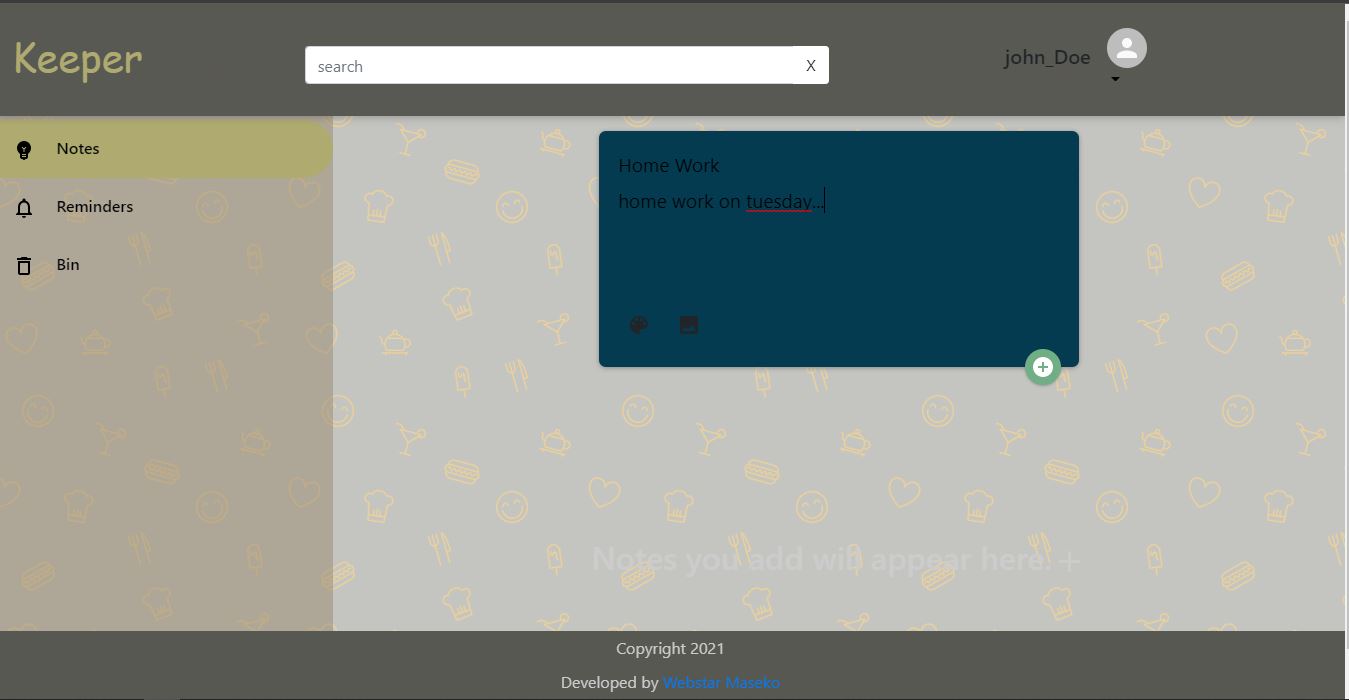 Keeper
search
X
john_Doe
Notes
Reminders
Bin
Home Work
home work on tuesday...
Notes you add will appear here.+
Copyright 2021
Developed by Webstar Maseko